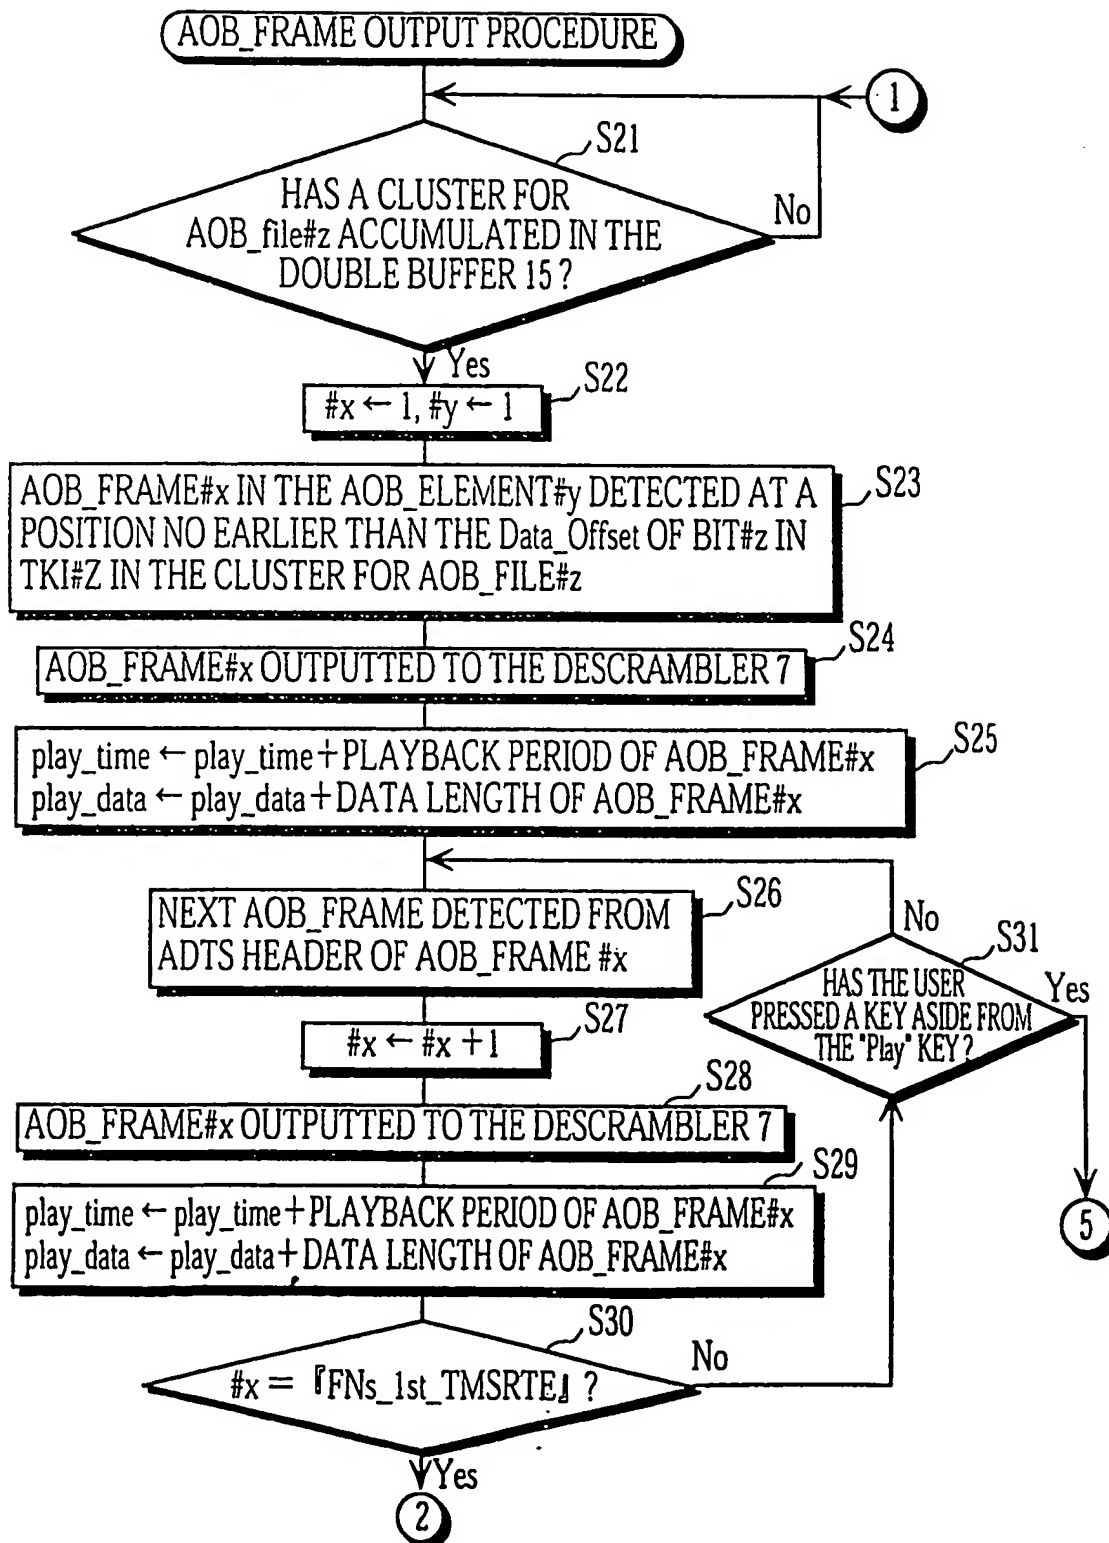 AOB_FRAME OUTPUT PROCEDURE
1
S21
HAS A CLUSTER FOR
AOB_file#z ACCUMULATED IN THE
DOUBLE BUFFER 15 ?
No
Yes
S22
#x ← 1, #y ← 1
S23
AOB_FRAME#x IN THE AOB_ELEMENT#y DETECTED AT A
POSITION NO EARLIER THAN THE Data_Offset OF BIT#z IN
TKI#Z IN THE CLUSTER FOR AOB_FILE#z
S24
AOB_FRAME#x OUTPUTTED TO THE DESCRAMBLER 7
S25
play_time ← play_time+PLAYBACK PERIOD OF AOB_FRAME#x
play_data ← play_data+DATA LENGTH OF AOB_FRAME#x
S26
NEXT AOB_FRAME DETECTED FROM
ADTS HEADER OF AOB_FRAME #x
No
S31
HAS THE USER
PRESSED A KEY ASIDE FROM
THE "Play" KEY ?
Yes
S27
#x ← #x +1
S28
AOB_FRAME#x OUTPUTTED TO THE DESCRAMBLER 7
S29
play_time ← play_time+PLAYBACK PERIOD OF AOB_FRAME#x
play_data ← play_data+DATA LENGTH OF AOB_FRAME#x
5
S30
#x = 『FNs_1st_TMSRTE』 ?
No
Yes
2